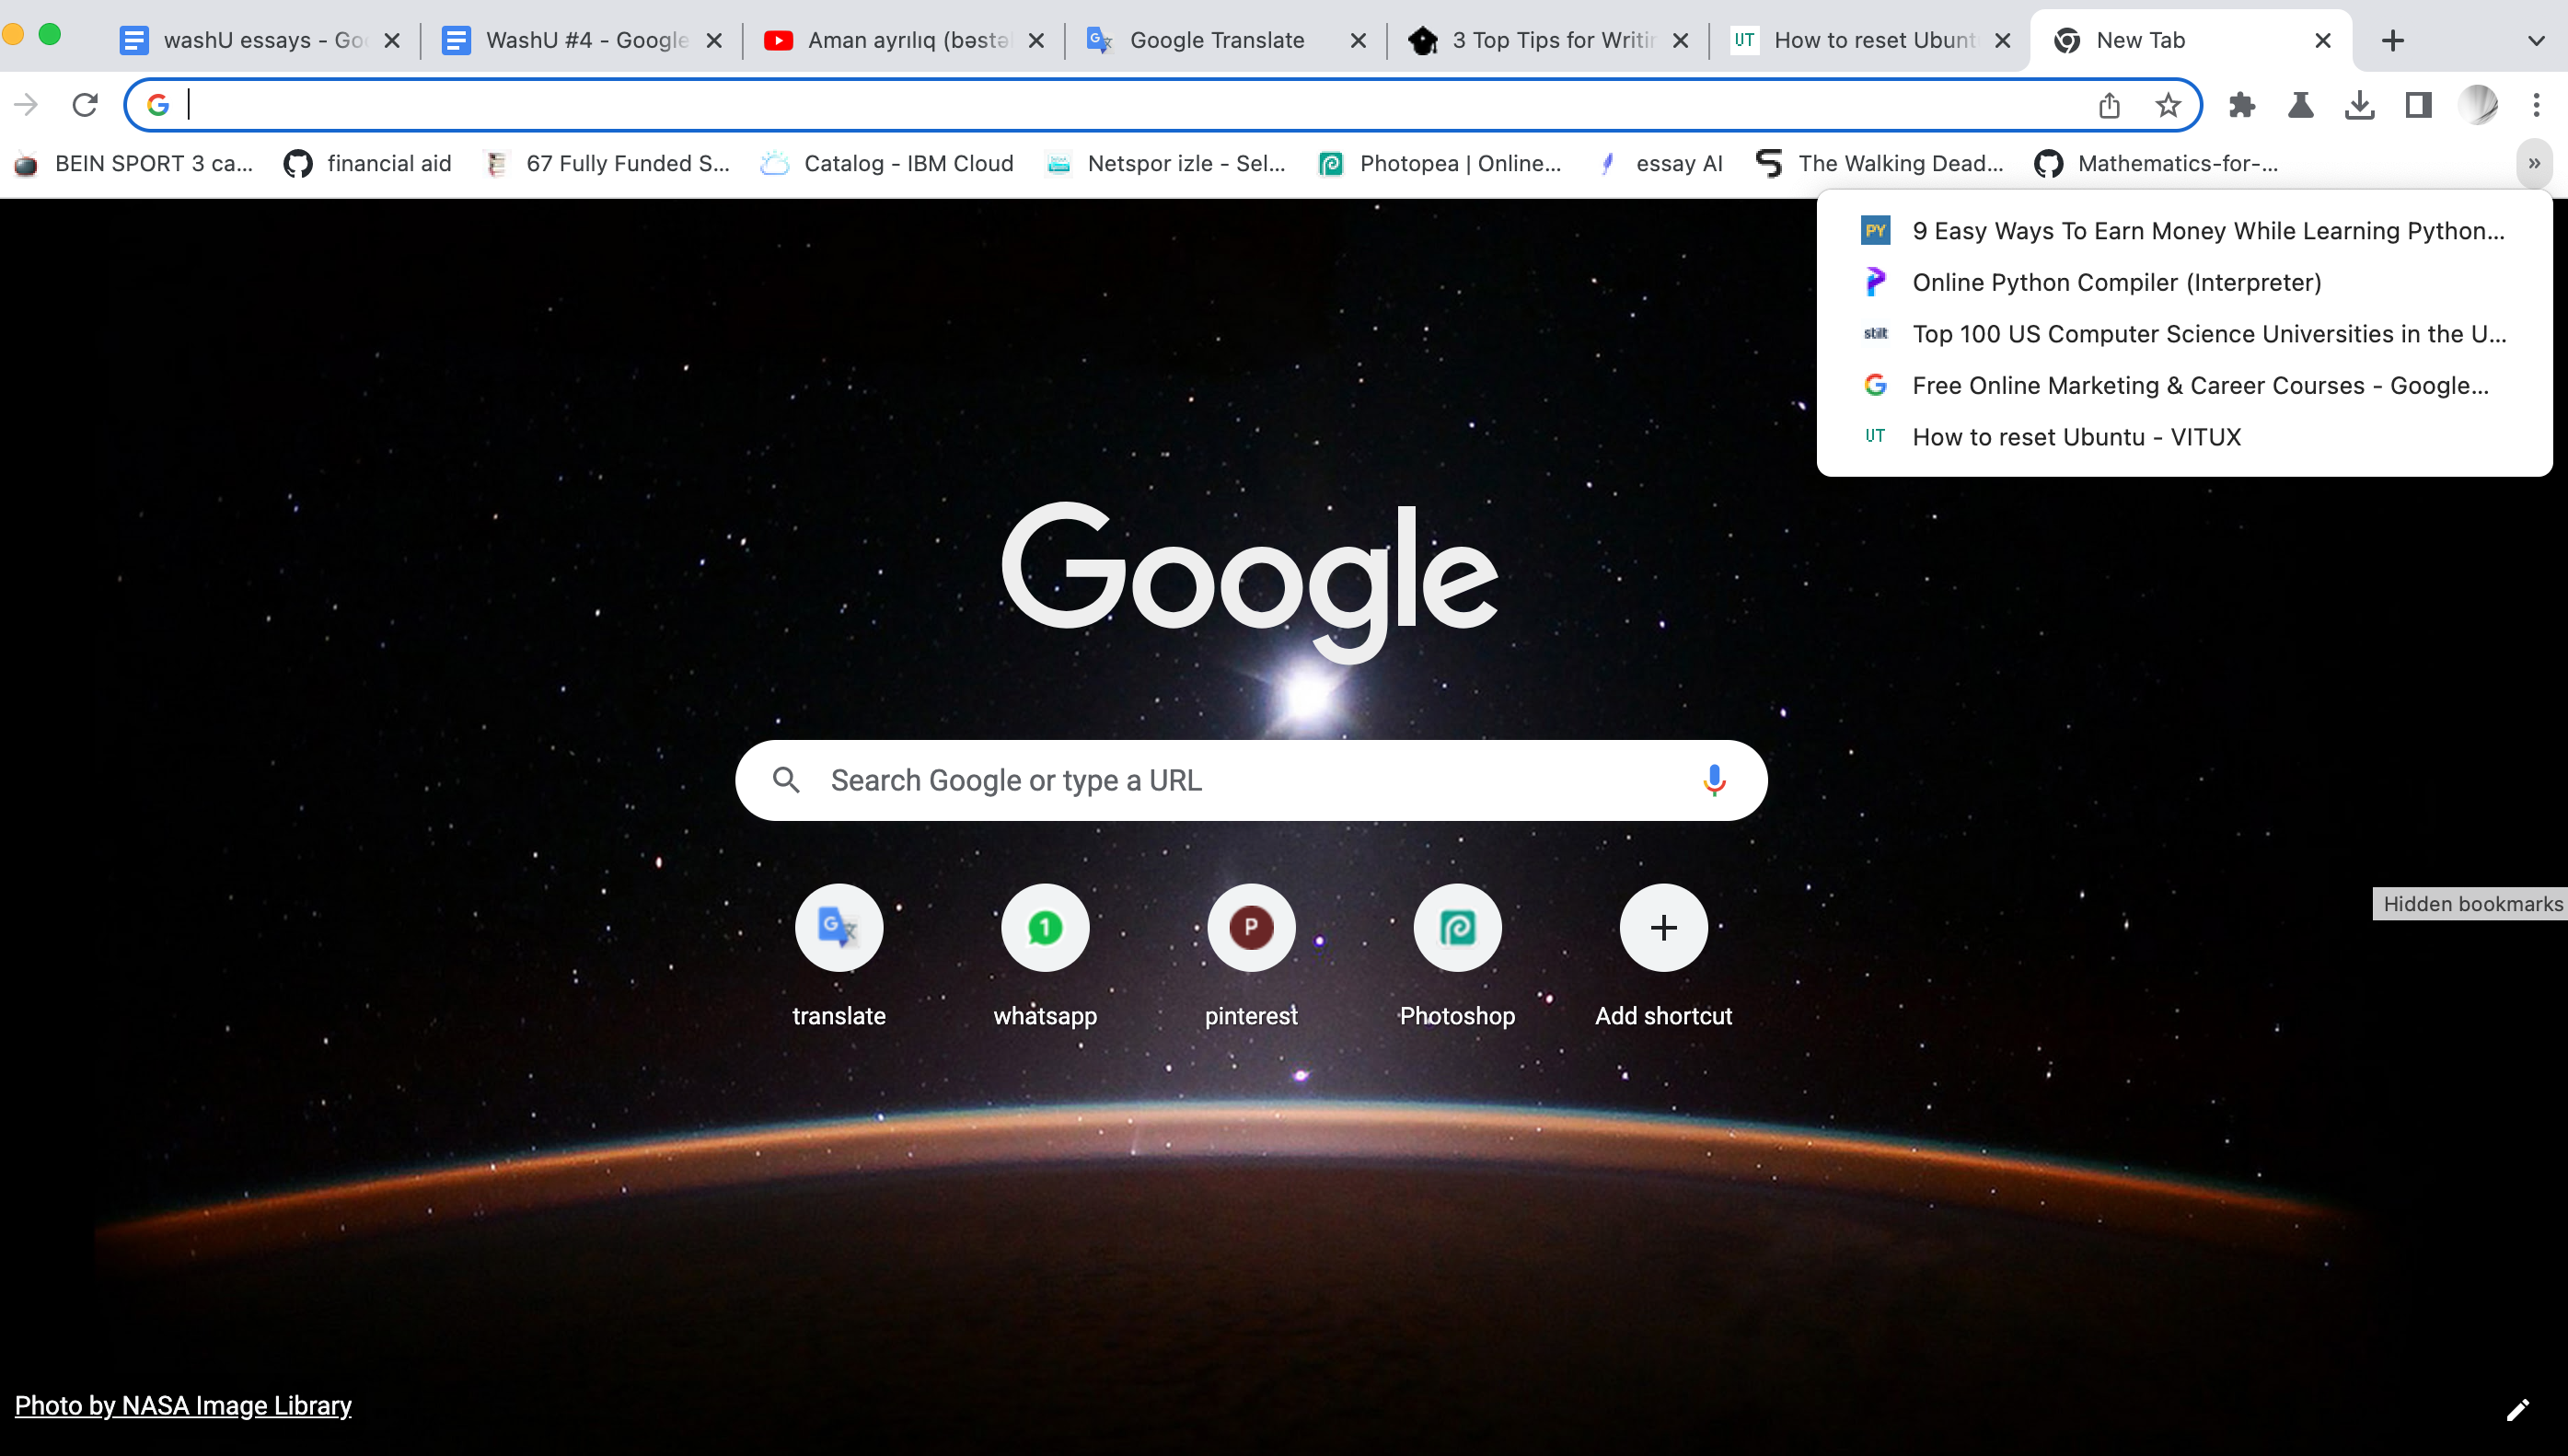 washU essays - Goo
WashU #4 - Google
Aman ayrılıq (bəstə
Google Translate
3 Top Tips for Writin
How to reset Ubunt
New Tab
BEIN SPORT 3 ca...
financial aid
67 Fully Funded S...
Catalog - IBM Cloud
Netspor izle - Sel...
Photopea | Online...
essay AI
The Walking Dead...
Mathematics-for-...
9 Easy Ways To Earn Money While Learning Python...
Online Python Compiler (Interpreter)
Top 100 US Computer Science Universities in the U...
Free Online Marketing & Career Courses - Google...
How to reset Ubuntu - VITUX
Google
Search Google or type a URL
translate
whatsapp
pinterest
Photoshop
Add shortcut
Hidden bookmarks
Photo by NASA Image Library